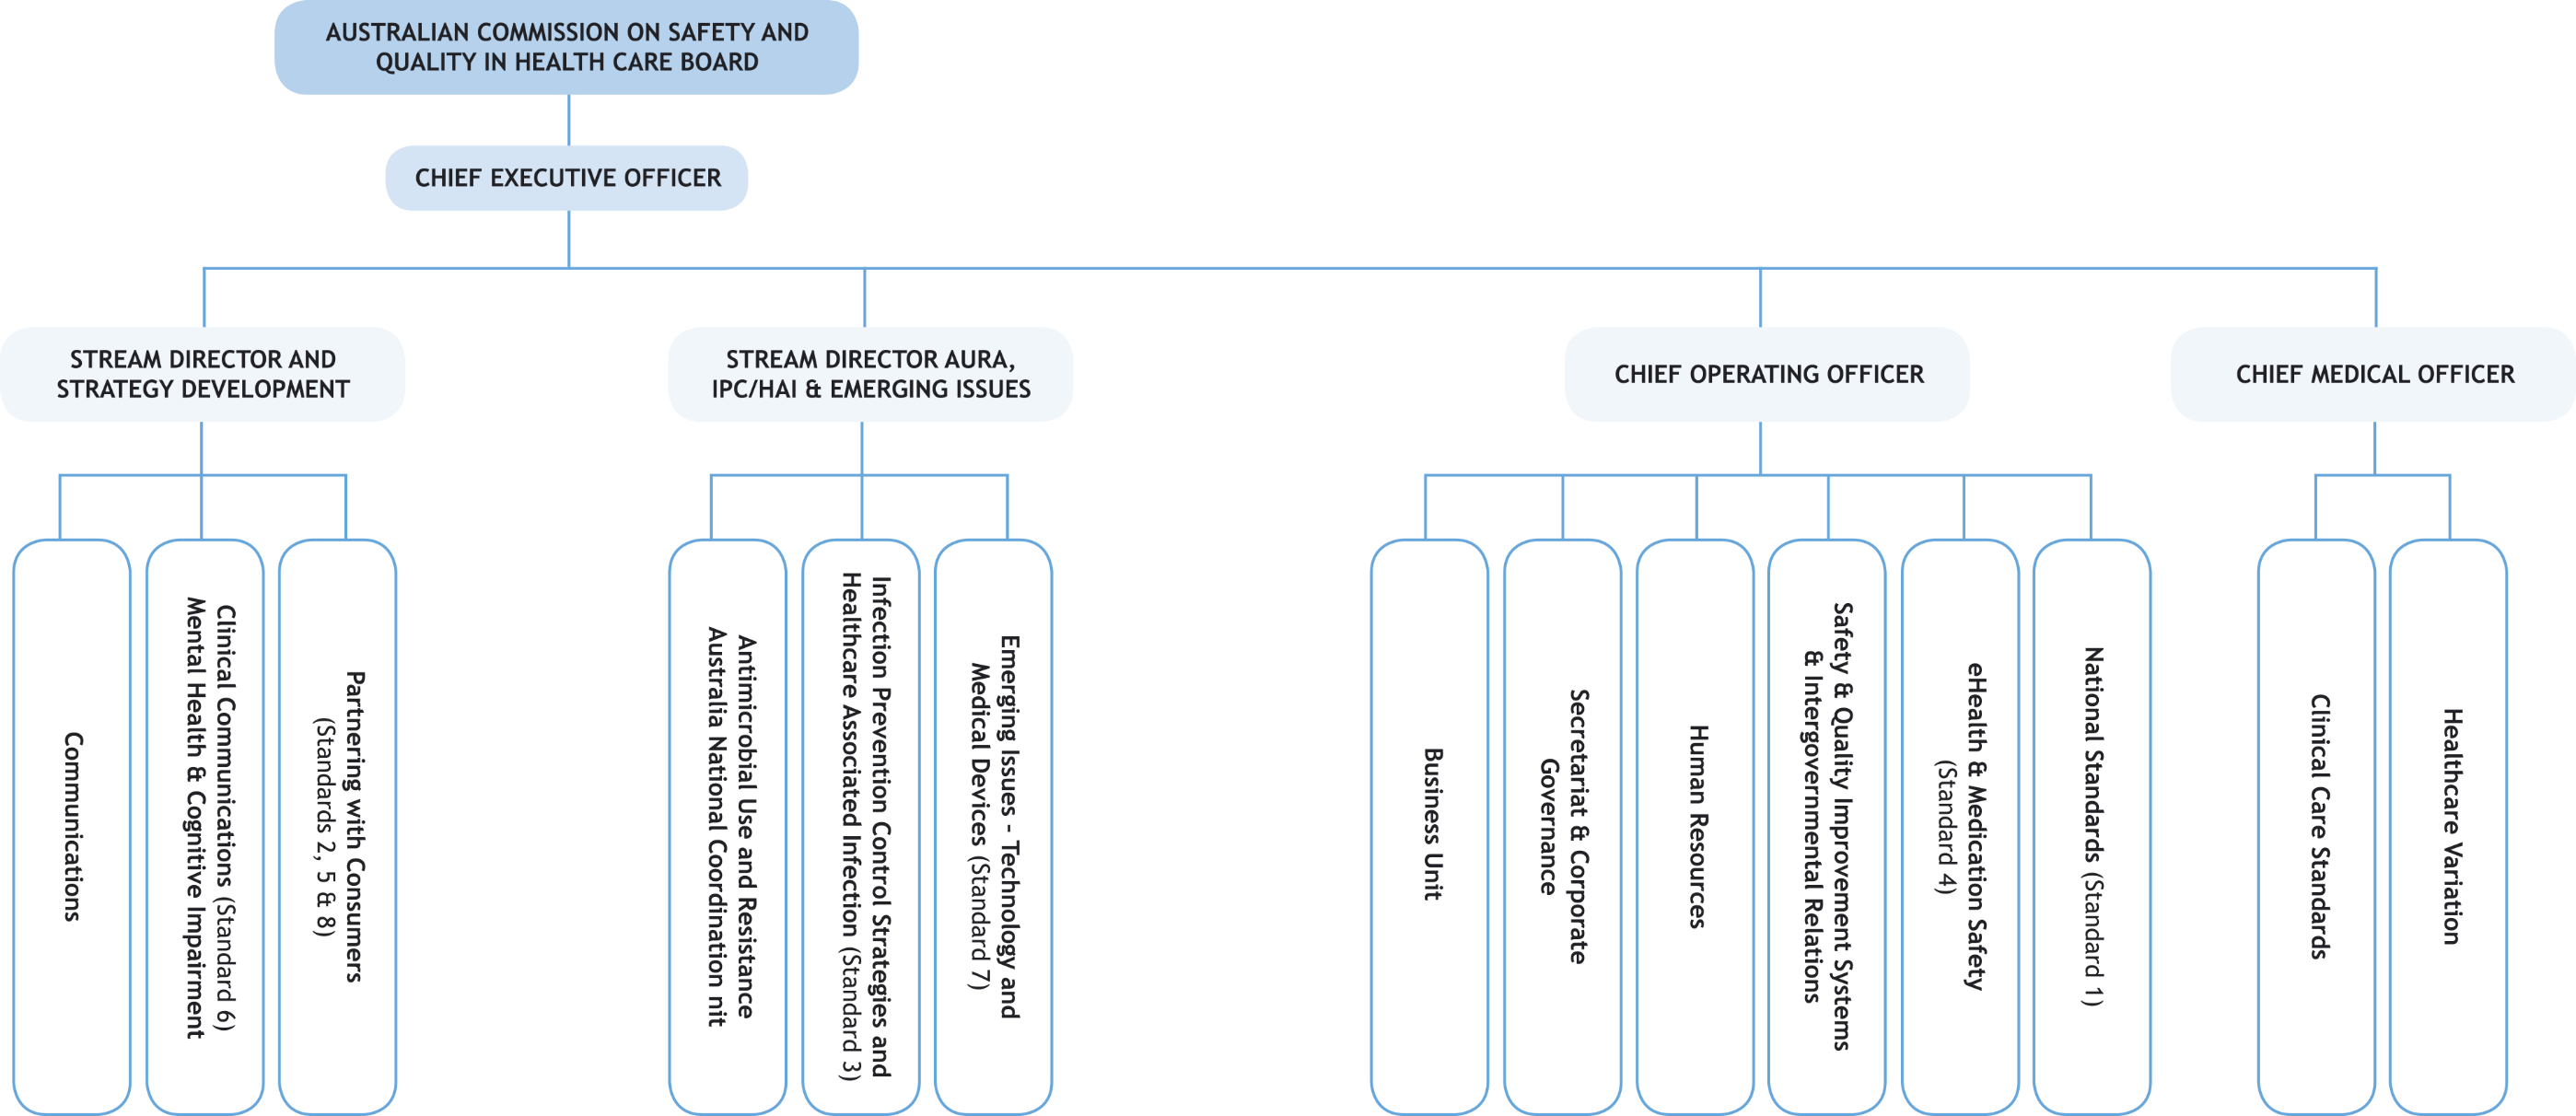 AUSTRALIAN COMMISSION ON SAFETY AND
QUALITY IN HEALTH CARE BOARD
CHIEF EXECUTIVE OFFICER
STREAM DIRECTOR AND
STRATEGY DEVELOPMENT
STREAM DIRECTOR AURA,
IPC/HAI & EMERGING ISSUES
CHIEF OPERATING OFFICER
CHIEF MEDICAL OFFICER
Communications
Clinical Communications (Standard 6)
Mental Health & Cognitive Impairment
Partnering with Consumers
(Standards 2, 5 & 8)
Antimicrobial Use and Resistance
Australia National Coordination nit
Infection Prevention Control Strategies and
Healthcare Associated Infection (Standard 3)
Emerging Issues - Technology and
Medical Devices (Standard 7)
Business Unit
Secretariat & Corporate
Governance
Human Resources
Safety & Quality Improvement Systems
& Intergovernmental Relations
eHealth & Medication Safety
(Standard 4)
National Standards (Standard 1)
Clinical Care Standards
Healthcare Variation